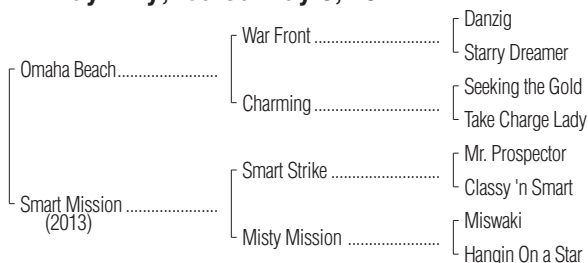 Danzig
War Front ..............................
Starry Dreamer
Omaha Beach........................
Seeking the Gold
Charming ..............................
Take Charge Lady
Mr. Prospector
Smart Strike ..........................
Classy 'n Smart
Smart Mission ......................
(2013)
Miswaki
Misty Mission ......................
Hangin On a Star